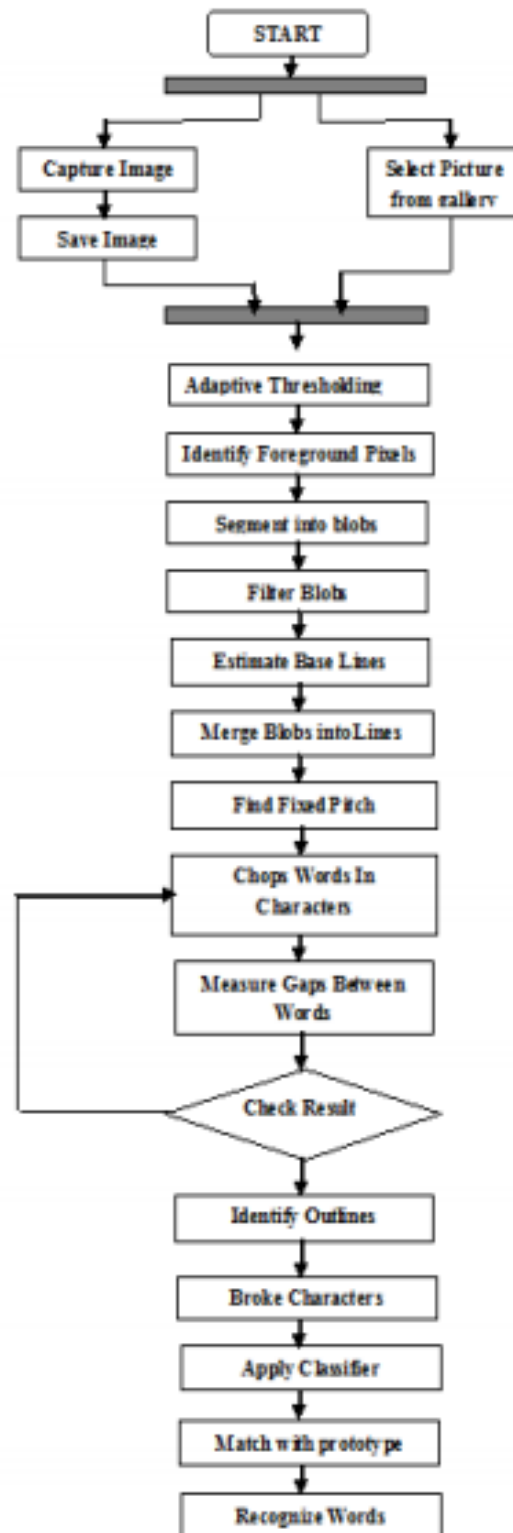 START
Capture Image
Select Picture
from gallery
Save Image
Adaptive Thresholding
Identify Foreground Pixels
Segment into blobs
Filter Blobs
Estimate Base Lines
Merge Blobs into Lines
Find Fixed Pitch
Chops Words In
Characters
Measure Gaps Between
Words
Check Result
Identify Outlines
Broke Characters
Apply Classifier
Match with prototype
Recognize Words